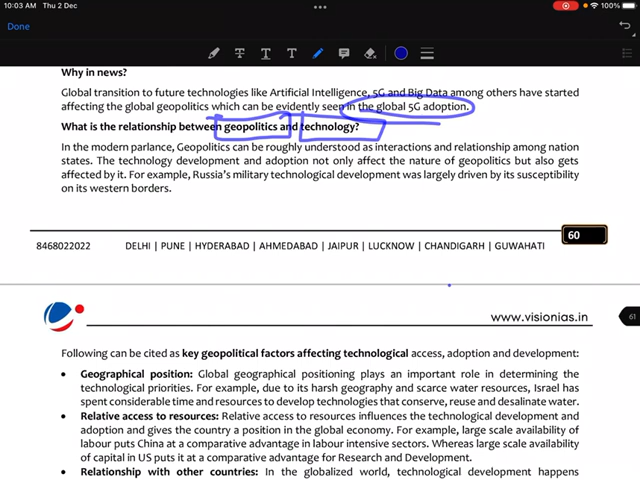 10:03 AM Thu 2 Dec
100%
Done
Why in news?
Global transition to future technologies like Artificial Intelligence, 5G and Big Data among others have started
affecting the global geopolitics which can be evidently seen in the global 5G adoption.
What is the relationship between geopolitics and technology?
In the modern parlance, Geopolitics can be roughly understood as interactions and relationship among nation
states. The technology development and adoption not only affect the nature of geopolitics but also gets
affected by it. For example, Russia's military technological development was largely driven by its susceptibility
on its western borders.
60
8468022022 DELHI | PUNE | HYDERABAD | AHMEDABAD | JAIPUR | LUCKNOW | CHANDIGARH | GUWAHATI
www.visionias.in
61
Following can be cited as key geopolitical factors affecting technological access, adoption and development:
• Geographical position: Global geographical positioning plays an important role in determining the
technological priorities. For example, due to its harsh geography and scarce water resources, Israel has
spent considerable time and resources to develop technologies that conserve, reuse and desalinate water.
• Relative access to resources: Relative access to resources influences the technological development and
adoption and gives the country a position in the global economy. For example, large scale availability of
labour puts China at a comparative advantage in labour intensive sectors. Whereas large scale availability
of capital in US puts it at a comparative advantage for Research and Development.
• Relationship with other countries: In the globalized world, technological development happens